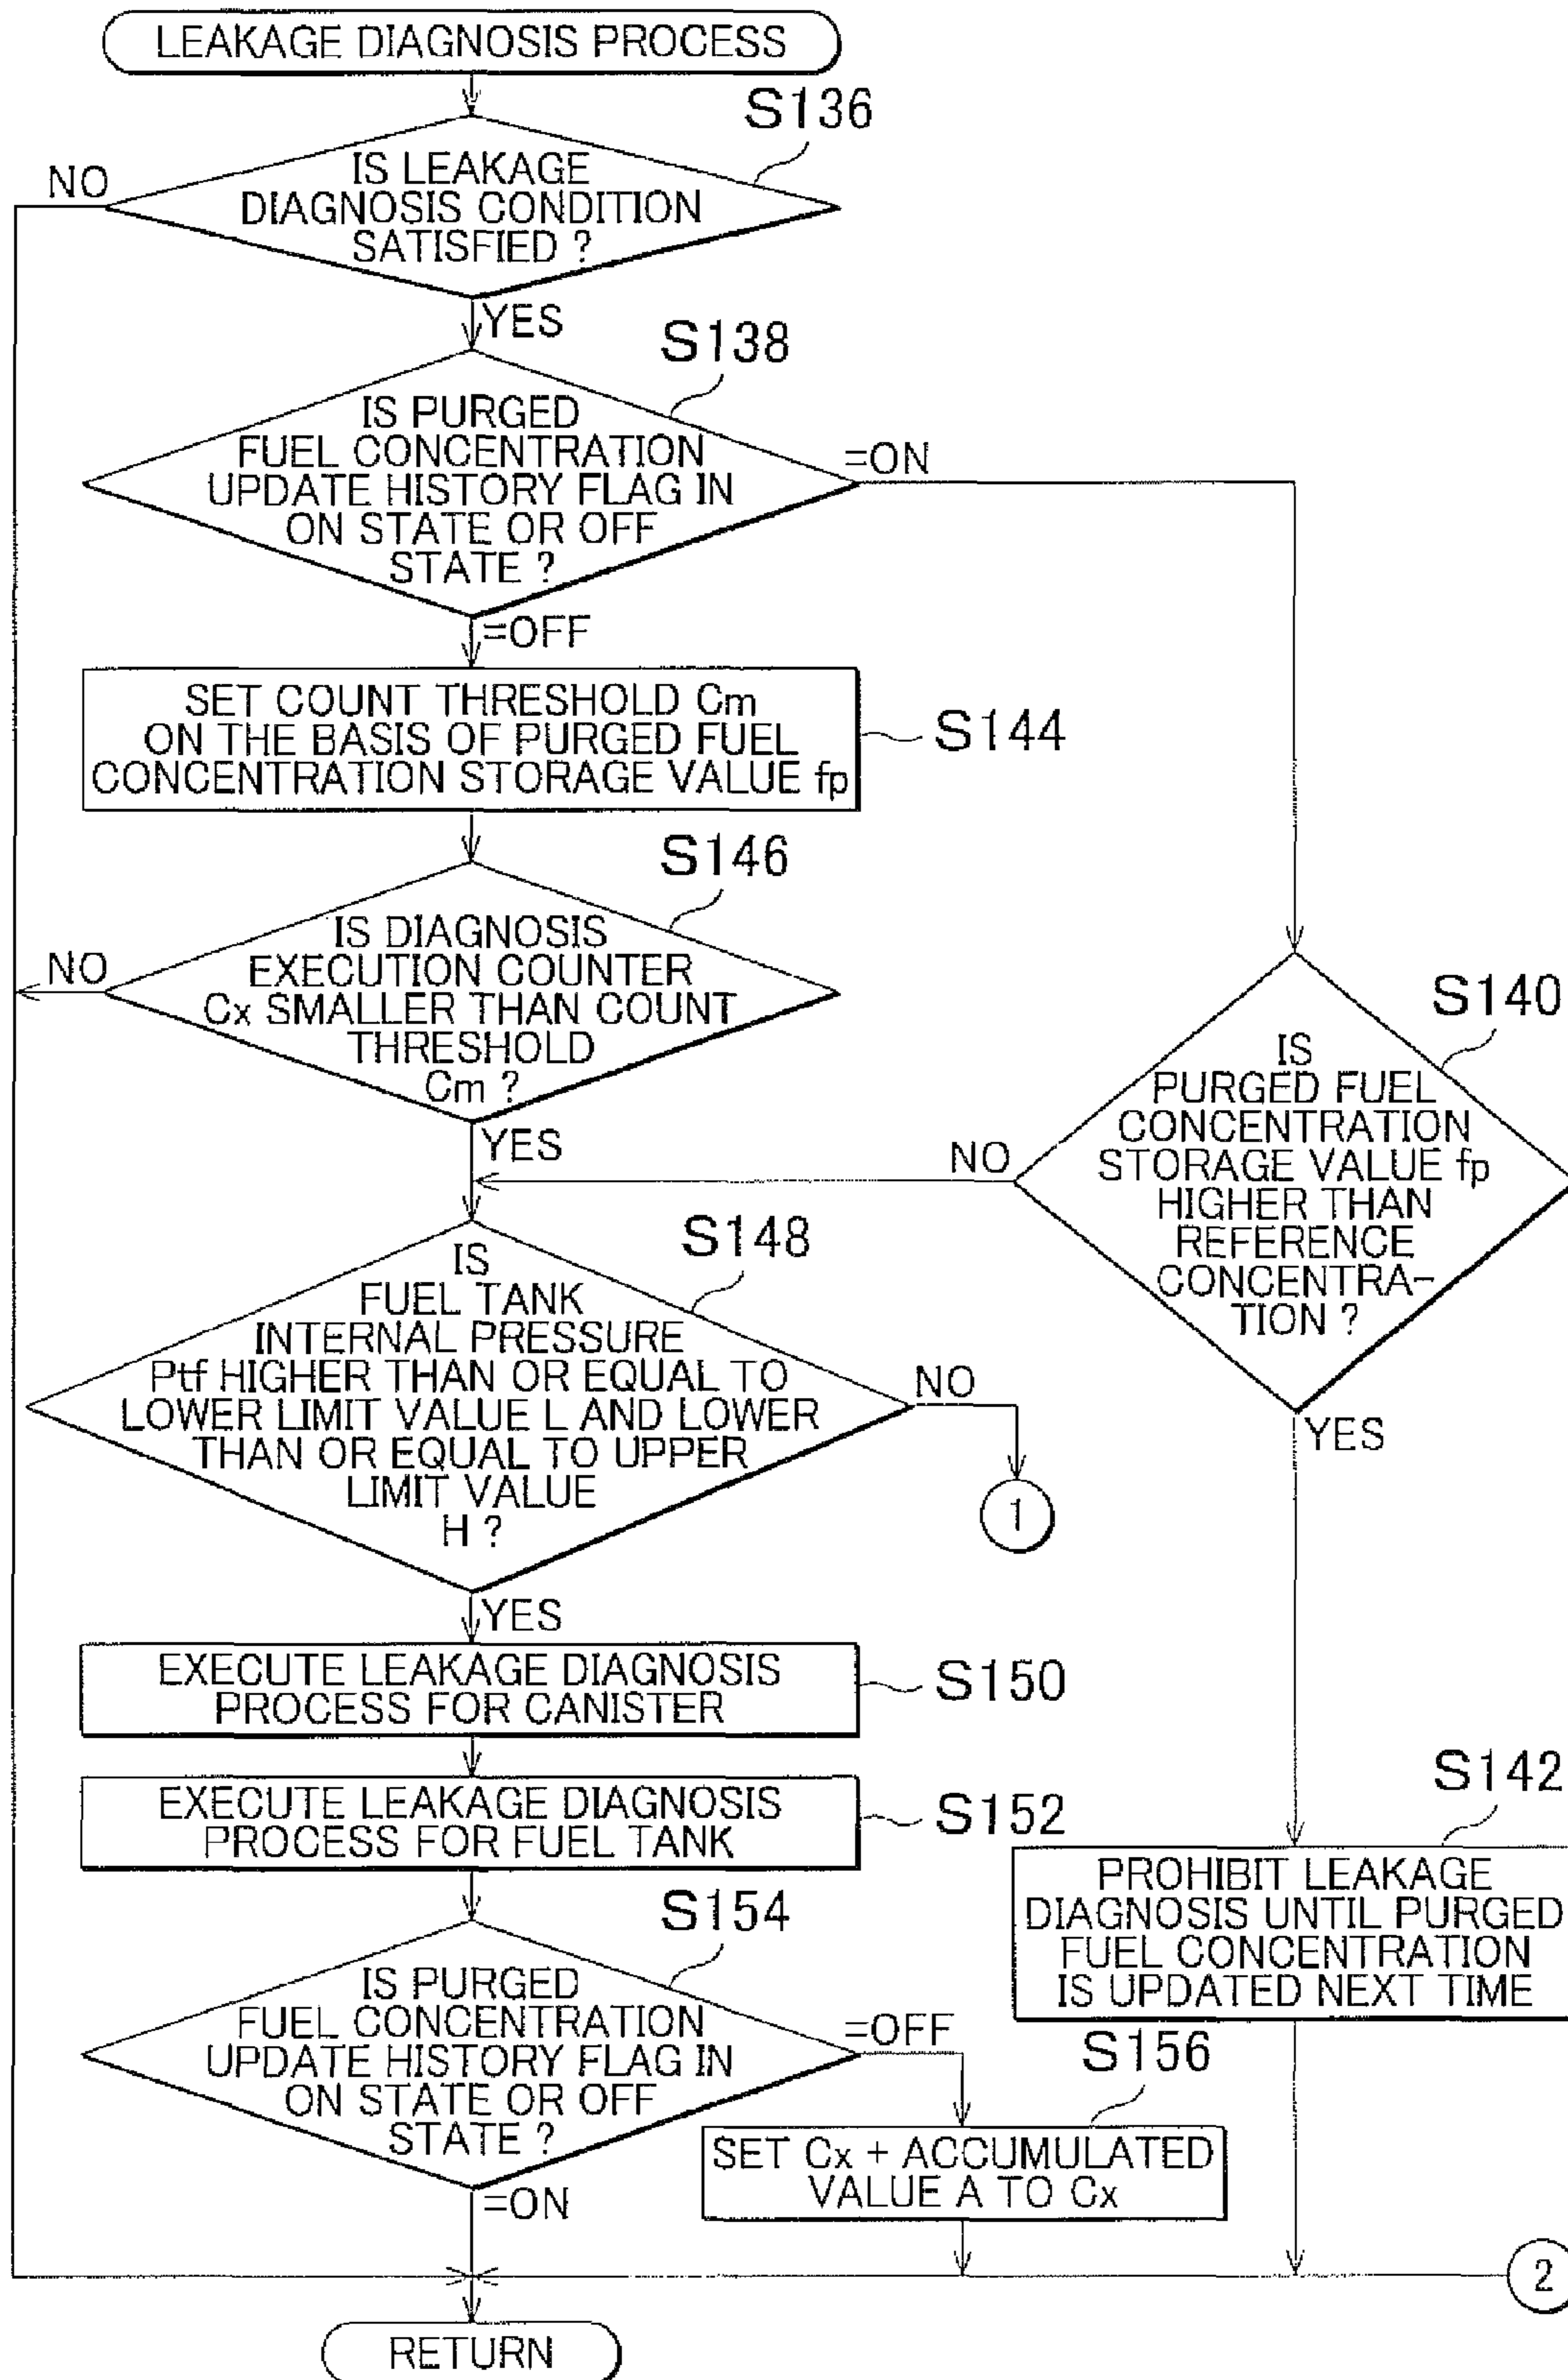 LEAKAGE DIAGNOSIS PROCESS
S136
IS LEAKAGE
DIAGNOSIS CONDITION
SATISFIED ?
NO
YES
S138
IS PURGED
FUEL CONCENTRATION
UPDATE HISTORY FLAG IN
ON STATE OR OFF
STATE ?
=ON
=OFF
SET COUNT THRESHOLD Cm
ON THE BASIS OF PURGED FUEL
CONCENTRATION STORAGE VALUE fp
S144
S146
IS DIAGNOSIS
EXECUTION COUNTER
Cx SMALLER THAN COUNT
THRESHOLD
Cm ?
NO
YES
S140
IS
PURGED FUEL
CONCENTRATION
STORAGE VALUE fp
HIGHER THAN
REFERENCE
CONCENTRA-
TION ?
NO
YES
S148
IS
FUEL TANK
INTERNAL PRESSURE
Ptf HIGHER THAN OR EQUAL TO
LOWER LIMIT VALUE L AND LOWER
THAN OR EQUAL TO UPPER
LIMIT VALUE
H ?
NO
1
YES
EXECUTE LEAKAGE DIAGNOSIS
PROCESS FOR CANISTER
S150
EXECUTE LEAKAGE DIAGNOSIS
PROCESS FOR FUEL TANK
S152
S142
PROHIBIT LEAKAGE
DIAGNOSIS UNTIL PURGED
FUEL CONCENTRATION
IS UPDATED NEXT TIME
S154
IS PURGED
FUEL CONCENTRATION
UPDATE HISTORY FLAG IN
ON STATE OR OFF
STATE ?
=OFF
S156
SET Cx + ACCUMULATED
VALUE A TO Cx
=ON
2
RETURN